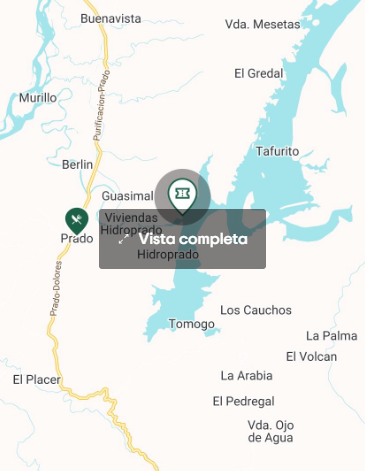 Buenavista
Vda. Mesetas
El Gredal
Murillo
Purificacion-Prado
Tafurito
Berlin
Guasimal
Viviendas
Hidroprado
Prado
Vista completa
Hidroprado
Prado-Dolores
Los Cauchos
Tomogo
La Palma
El Volcan
La Arabia
El Placer
El Pedregal
Vda. Ojo
de Agua